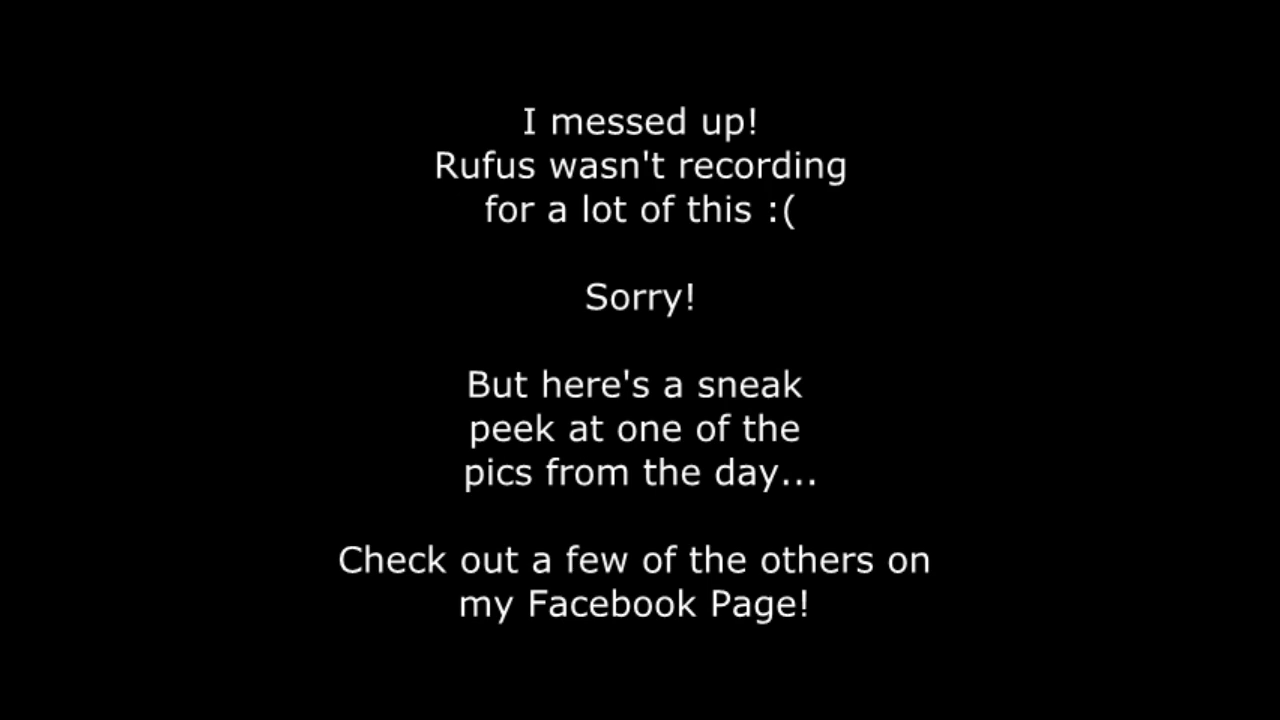 I messed up!
Rufus wasn't recording
for a lot of this :(
Sorry!
But here's a sneak
peek at one of the
pics from the day...
Check out a few of the others on
my Facebook Page!